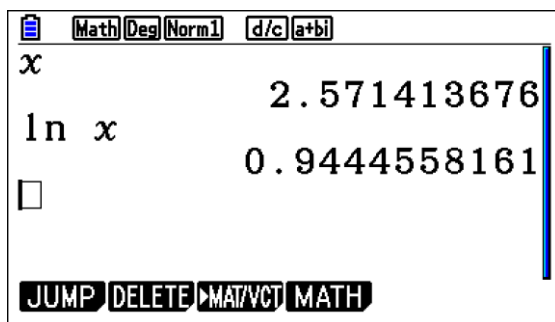 Math Deg Norm1 d/c a+bi
x
2.571413676
ln x
0.9444558161
JUMP DELETE ▶MAT/VCT MATH